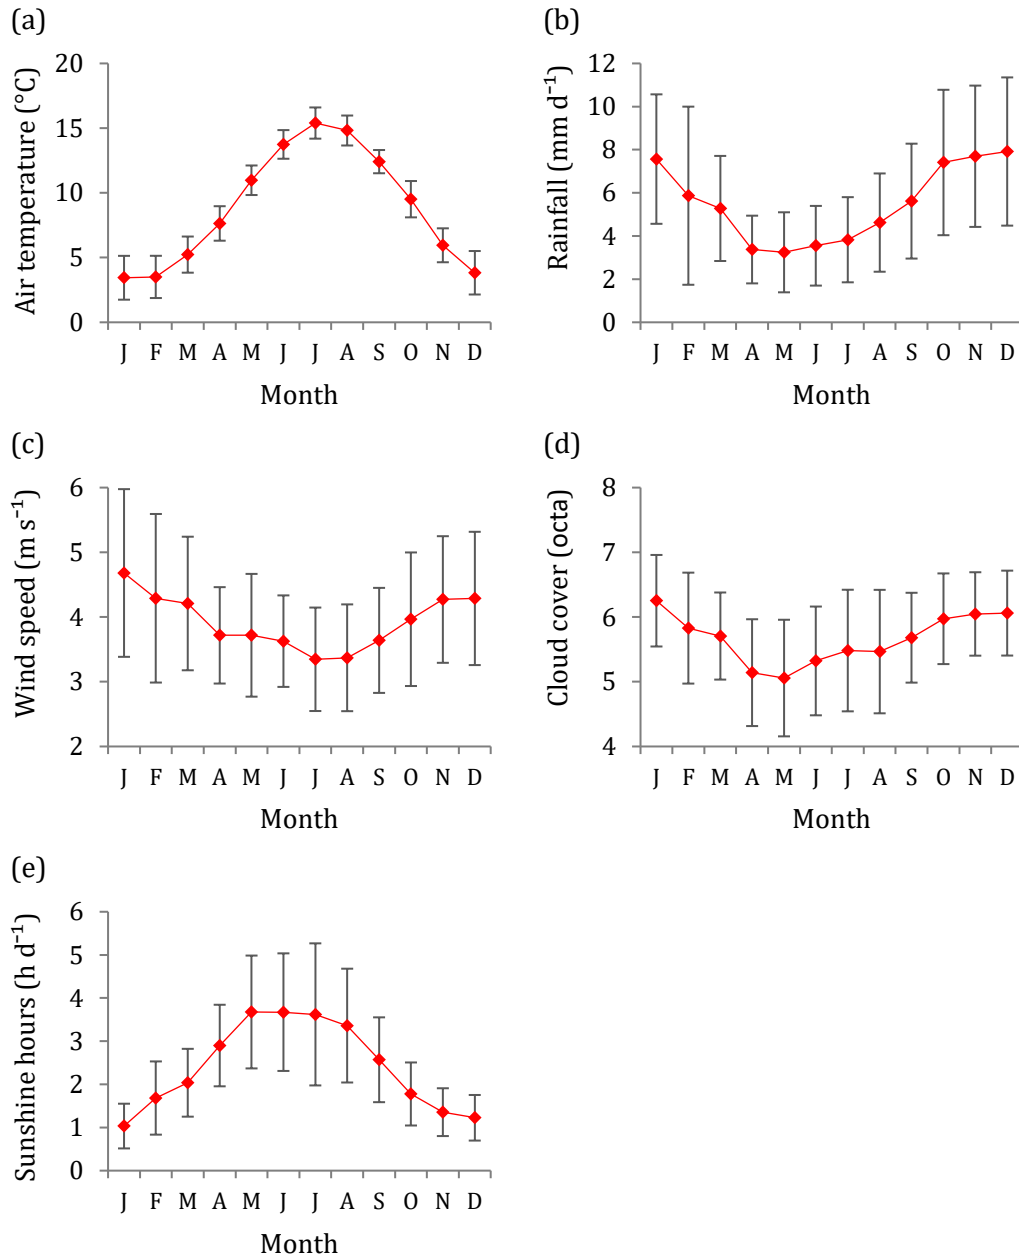 (a)
Air temperature (°C)
20
15
10
5
0
J F M A M J J A S O N D
Month
(b)
Rainfall (mm d⁻¹)
12
10
8
6
4
2
0
J F M A M J J A S O N D
Month
(c)
Wind speed (m s⁻¹)
6
5
4
3
2
J F M A M J J A S O N D
Month
(d)
Cloud cover (octa)
8
7
6
5
4
J F M A M J J A S O N D
Month
(e)
Sunshine hours (h d⁻¹)
6
5
4
3
2
1
0
J F M A M J J A S O N D
Month